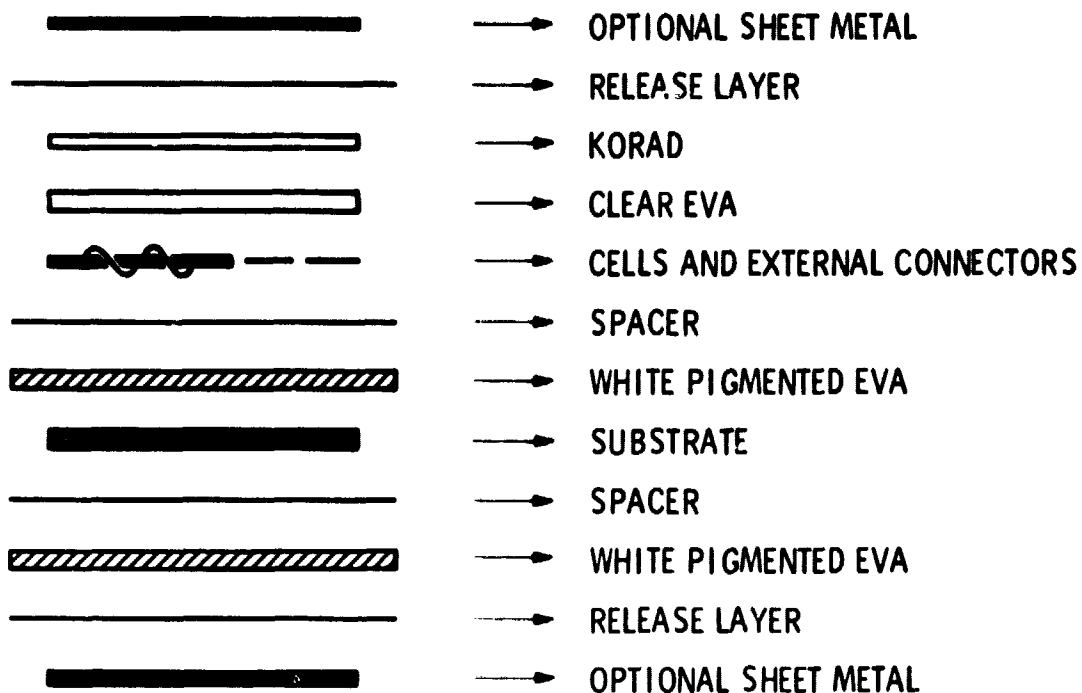 OPTIONAL SHEET METAL
RELEASE LAYER
KORAD
CLEAR EVA
CELLS AND EXTERNAL CONNECTORS
SPACER
WHITE PIGMENTED EVA
SUBSTRATE
SPACER
WHITE PIGMENTED EVA
RELEASE LAYER
OPTIONAL SHEET METAL